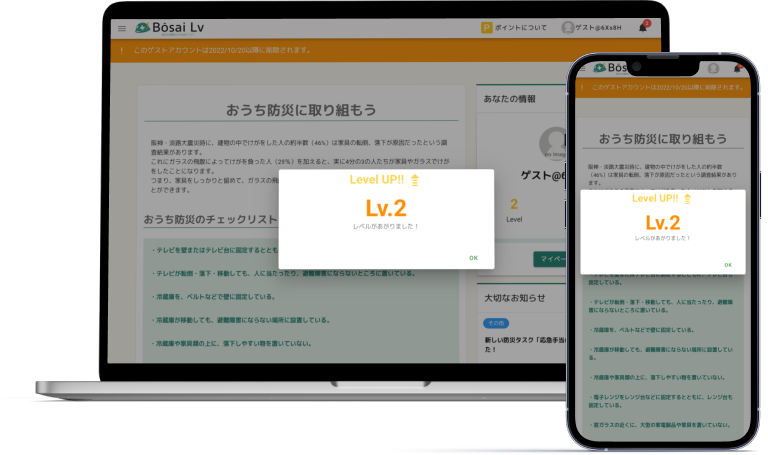 Bōsai Lv
P ポイントについて
ゲスト@6Xx8H
2
! このゲストアカウントは2022/10/20以降に削除されます。
おうち防災に取り組もう
阪神・淡路大震災時に、建物の中でけがをした人の約半数（46%）は家具の転倒、落下が原因だったという調
査結果があります。
これにガラスの飛散によってけがを負った人（29%）を加えると、実に4分の3の人たちが家具やガラスでけが
をしたことになります。
つまり、家具をしっかりと留めて、ガラスの飛
とができます。
おうち防災のチェックリスト
・テレビを壁またはテレビ台に固定するととも
・テレビが転倒・落下・移動しても、人に当たったり、避難障害にならないところに置いている。
・冷蔵庫を、ベルトなどで壁に固定している。
・冷蔵庫が移動しても、避難障害にならない場所に設置している。
・冷蔵庫や家具類の上に、落下しやすい物を置いていない。
あなたの情報
No Imag
ゲスト@6
2
Level
マイペー
大切なお知らせ
その他
新しい防災タスク「応急手当
た！
Level UP!!
Lv.2
レベルがあがりました！
OK
Bōs
! このゲストアカウントは2022/10/20以降に削除されます。
おうち防災に取り組もう
阪神・淡路大震災時に、建物の中でけがをした人の約半数
（46%）は家具の転倒、落下が原因だったという調査結果があり
ます。
Level UP!!
Lv.2
レベルがあがりました！
OK
固定している。
・テレビが転倒・落下・移動しても、人に当たったり、避難障
害にならないところに置いている。
・冷蔵庫を、ベルトなどで壁に固定している。
・冷蔵庫が移動しても、避難障害にならない場所に設置してい
る。
・冷蔵庫や家具類の上に、落下しやすい物を置いていない。
・電子レンジをレンジ台などに固定するとともに、レンジ台も
固定している。
・窓ガラスの近くに、大型の家電製品や家具を置いていない。